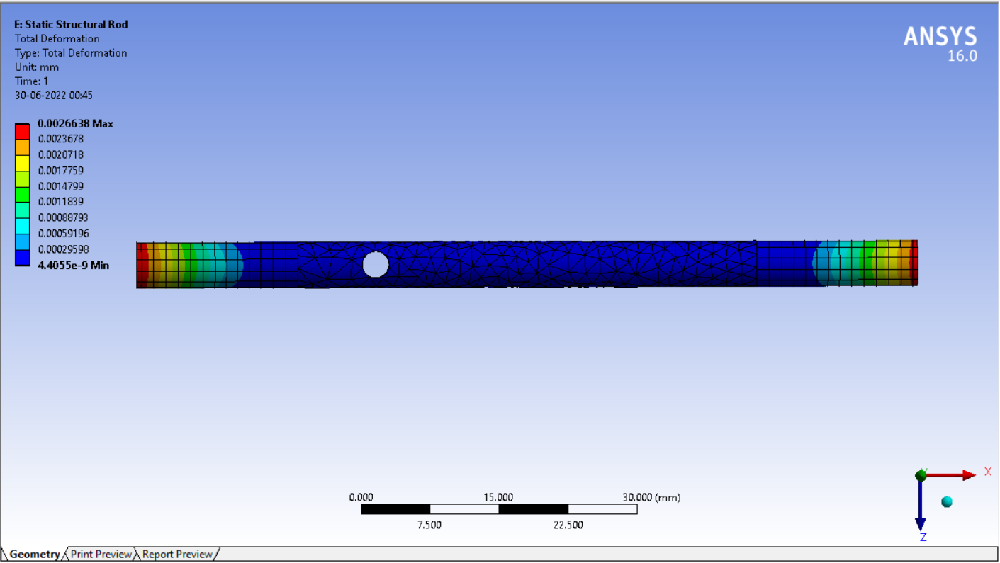 E: Static Structural Rod
Total Deformation
Type: Total Deformation
Unit: mm
Time: 1
30-06-2022 00:45
ANSYS
16.0
0.0026638 Max
0.0023678
0.0020718
0.0017759
0.0014799
0.0011839
0.00088793
0.00059196
0.00029598
4.4055e-9 Min
0.000 15.000 30.000 (mm)
7.500 22.500
Y
X
Z
Geometry Print Preview Report Preview